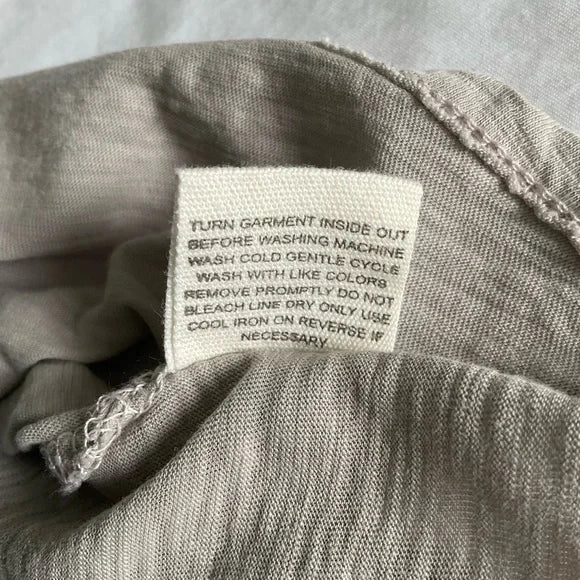 TURN GARMENT INSIDE OUT
BEFORE WASHING MACHINE
WASH COLD GENTLE CYCLE
WASH WITH LIKE COLORS
REMOVE PROMPTLY DO NOT
BLEACH LINE DRY ONLY USE
COOL IRON ON REVERSE IF
NECESSARY